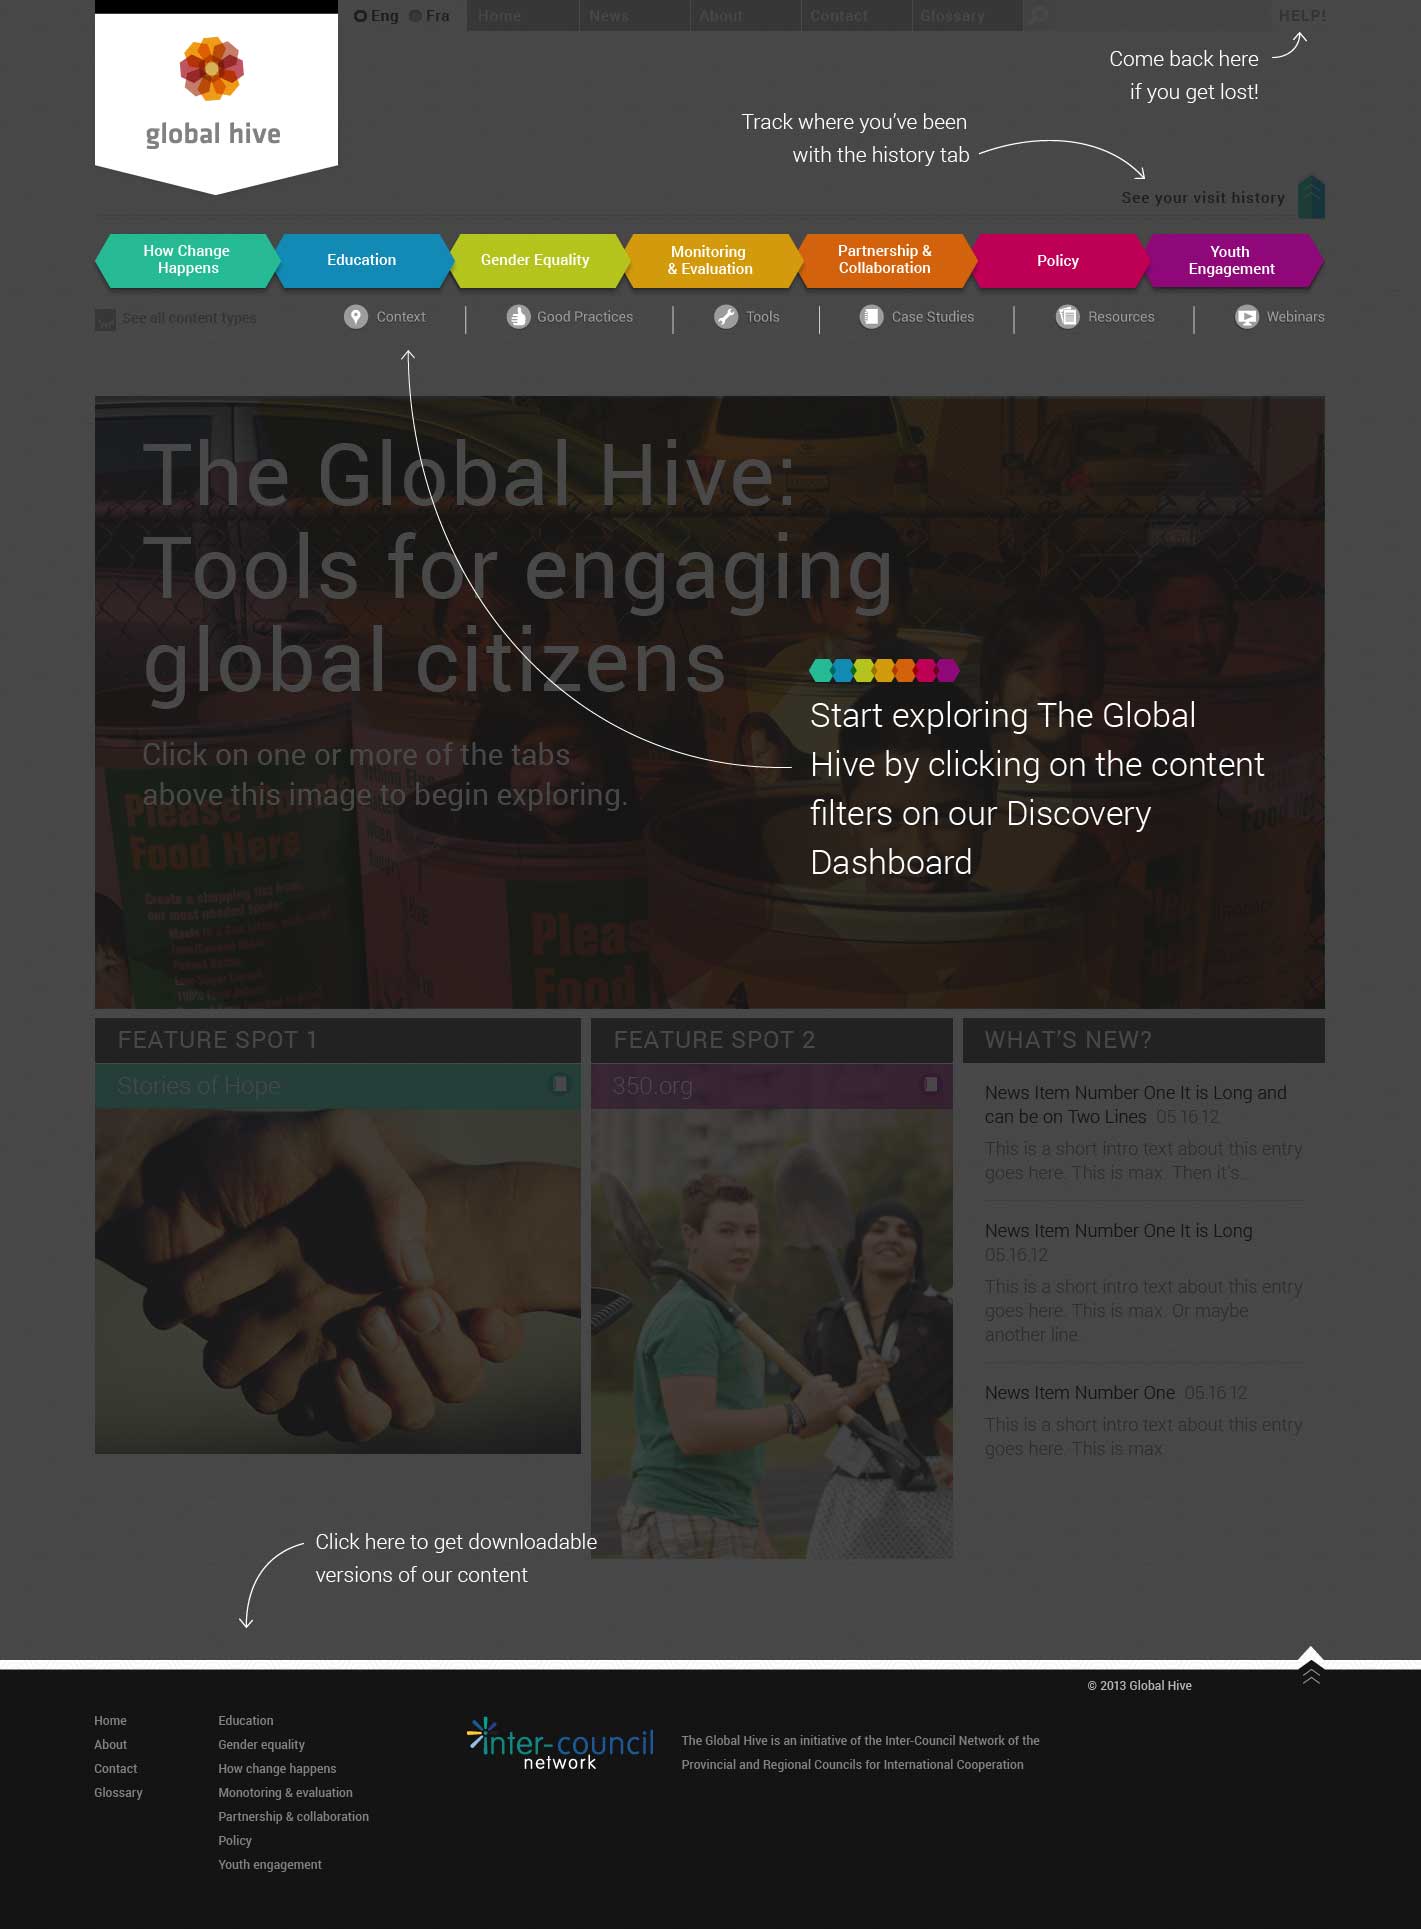 Eng Fra Home News About Contact Glossary HELP!
global hive
Come back here
if you get lost!
Track where you've been
with the history tab
See your visit history
How Change
Happens
Education
Gender Equality
Monitoring
& Evaluation
Partnership &
Collaboration
Policy
Youth
Engagement
See all content types
Context
Good Practices
Tools
Case Studies
Resources
Webinars
The Global Hive:
Tools for engaging
global citizens
Click on one or more of the tabs
above this image to begin exploring.
Start exploring The Global
Hive by clicking on the content
filters on our Discovery
Dashboard
Food Here
Create a shopping list from
our most needed foods:
Pleas
Food
FEATURE SPOT 1
Stories of Hope
FEATURE SPOT 2
350.org
WHAT'S NEW?
News Item Number One It is Long and
can be on Two Lines 05.16.12
This is a short intro text about this entry
goes here. This is max. Then it's...
News Item Number One It is Long
05.16.12
This is a short intro text about this entry
goes here. This is max. Or maybe
another line.
News Item Number One 05.16.12
This is a short intro text about this entry
goes here. This is max.
Click here to get downloadable
versions of our content
© 2013 Global Hive
Home
About
Contact
Glossary
Education
Gender equality
How change happens
Monotoring & evaluation
Partnership & collaboration
Policy
Youth engagement
inter-council
network
The Global Hive is an initiative of the Inter-Council Network of the
Provincial and Regional Councils for International Cooperation